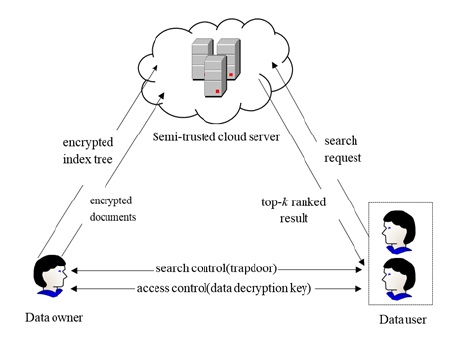 Semi-trusted cloud server
encrypted
index tree
search
request
encrypted
documents
top-k ranked
result
search control(trapdoor)
access control(data decryption key)
Data owner
Data user